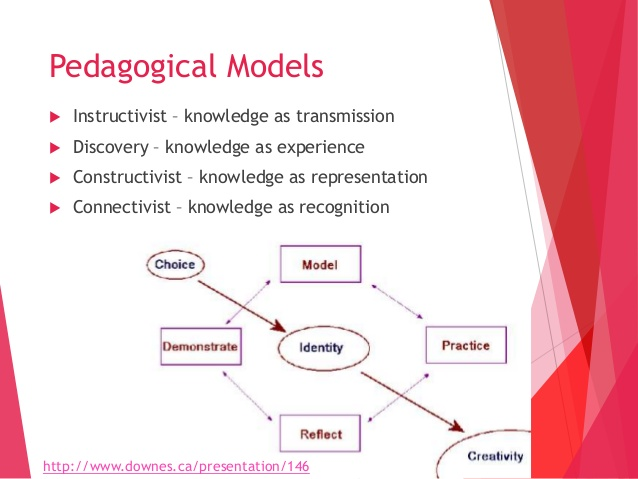 Pedagogical Models
Instructivist – knowledge as transmission
Discovery – knowledge as experience
Constructivist – knowledge as representation
Connectivist – knowledge as recognition
Choice
Model
Demonstrate
Identity
Practice
Reflect
Creativity
http://www.downes.ca/presentation/146